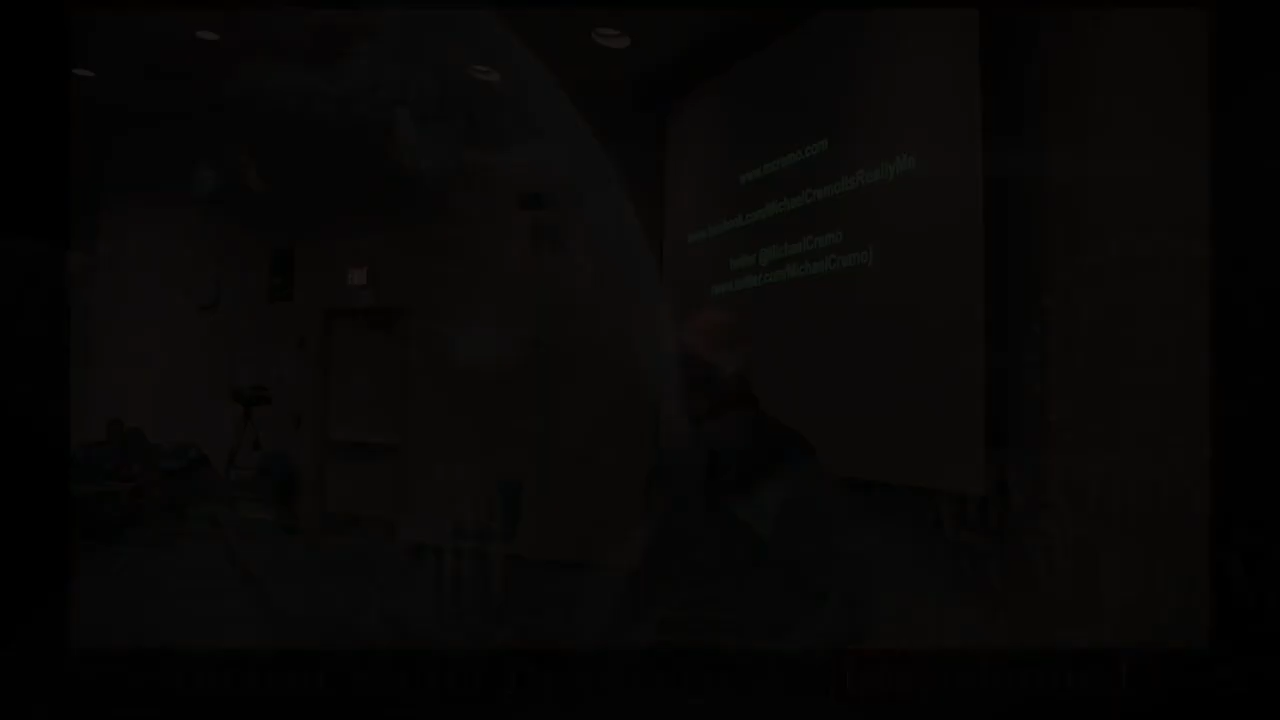 www.mcremo.com
www.facebook.com/MichaelCremoIsReallyMe
twitter @MichaelCremo
www.twitter.com/MichaelCremo)